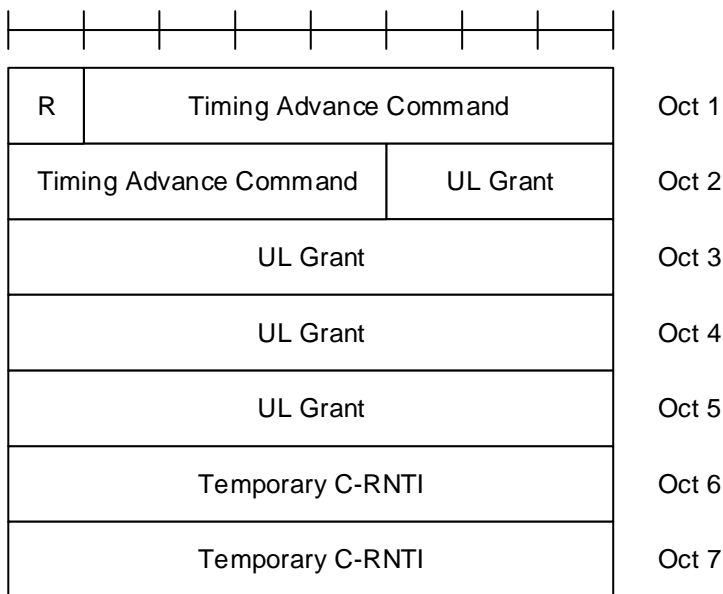 R Timing Advance Command Oct 1
Timing Advance Command UL Grant Oct 2
UL Grant Oct 3
UL Grant Oct 4
UL Grant Oct 5
Temporary C-RNTI Oct 6
Temporary C-RNTI Oct 7